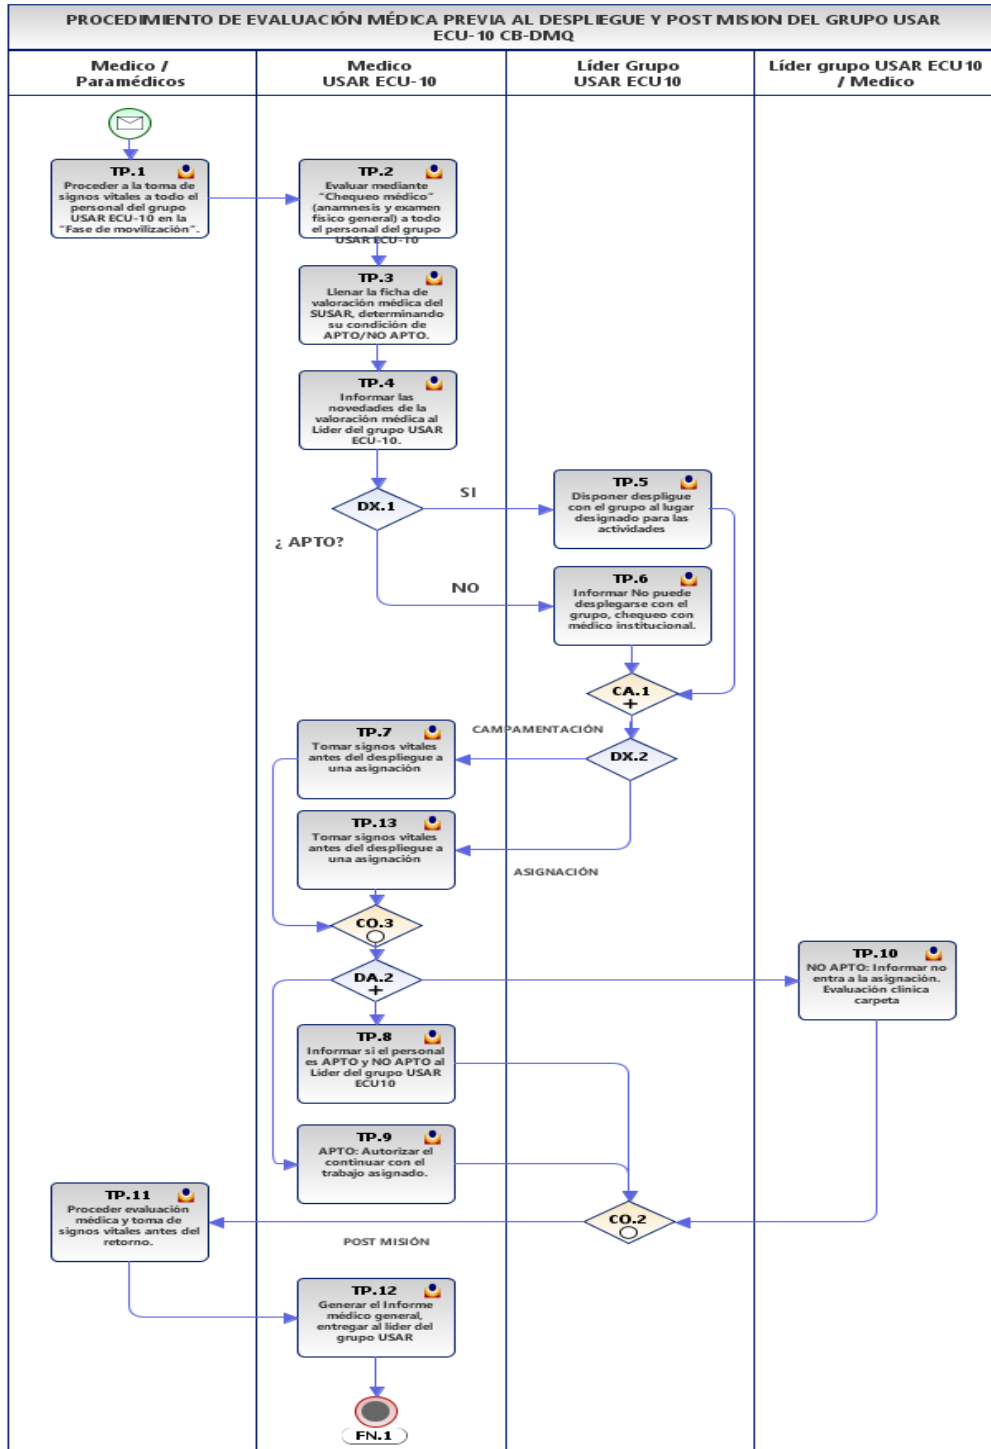 PROCEDIMIENTO DE EVALUACIÓN MÉDICA PREVIA AL DESPLIEGUE Y POST MISION DEL GRUPO USAR
ECU-10 CB-DMQ
Medico /
Paramédicos
Medico
USAR ECU-10
Líder Grupo
USAR ECU10
Líder grupo USAR ECU10
/ Medico
TP.1
Proceder a la toma de
signos vitales a todo el
personal del grupo
USAR ECU-10 en la
“Fase de movilización”.
TP.2
Evaluar mediante
“Chequeo médico”
(anamnesis y examen
físico general) a todo
el personal del grupo
USAR ECU-10
TP.3
Llenar la ficha de
valoración médica del
SUSAR, determinando
su condición de
APTO/NO APTO.
TP.4
Informar las
novedades de la
valoración médica al
Líder del grupo USAR
ECU-10.
DX.1
SI
¿ APTO?
NO
TP.5
Disponer despligue
con el grupo al lugar
designado para las
actividades
TP.6
Informar No puede
desplegarse con el
grupo, chequeo con
médico institucional.
CA.1
CAMPAMENTACIÓN
DX.2
TP.7
Tomar signos vitales
antes del despliegue a
una asignación
TP.13
Tomar signos vitales
antes del despliegue a
una asignación
ASIGNACIÓN
CO.3
DA.2
TP.10
NO APTO: Informar no
entra a la asignación.
Evaluación clínica
carpeta
TP.8
Informar si el personal
es APTO y NO APTO al
Líder del grupo USAR
ECU10
TP.9
APTO: Autorizar el
continuar con el
trabajo asignado.
TP.11
Proceder evaluación
médica y toma de
signos vitales antes del
retorno.
CO.2
POST MISIÓN
TP.12
Generar el Informe
médico general,
entregar al líder del
grupo USAR
FN.1